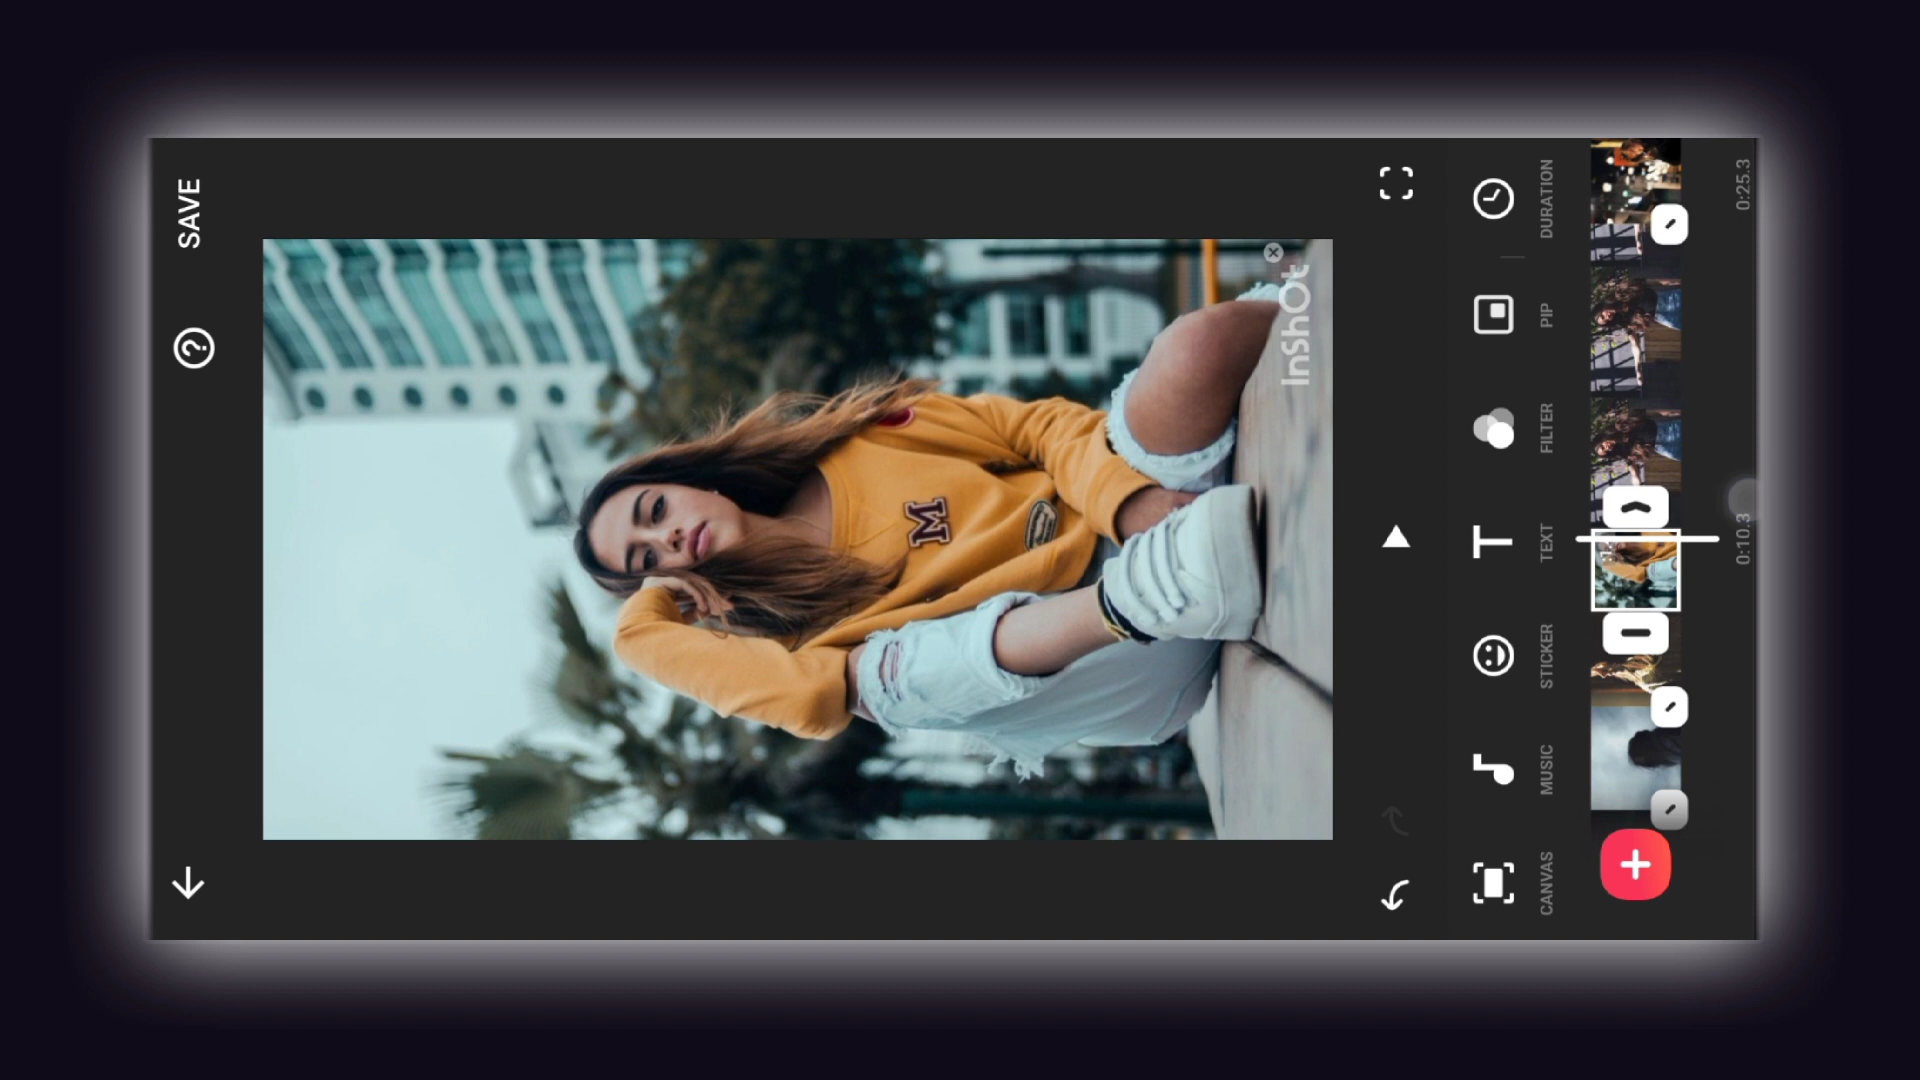 SAVE
InShOt
M
0:10.3
0:25.3
CANVAS
MUSIC
STICKER
TEXT
FILTER
PIP
DURATION